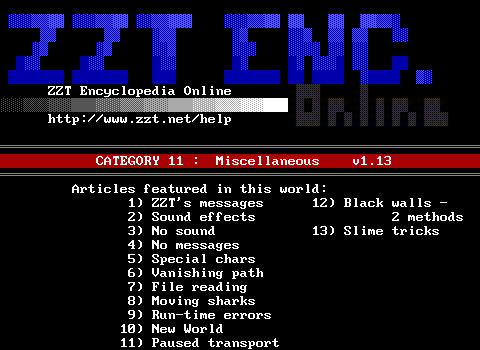 ZZT ENC.
ZZT Encyclopedia Online
Online
http://www.zzt.net/help
CATEGORY 11 : Miscellaneous v1.13
Articles featured in this world:
1) ZZT's messages
2) Sound effects
3) No sound
4) No messages
5) Special chars
6) Vanishing path
7) File reading
8) Moving sharks
9) Run-time errors
10) New World
11) Paused transport
12) Black walls -
2 methods
13) Slime tricks